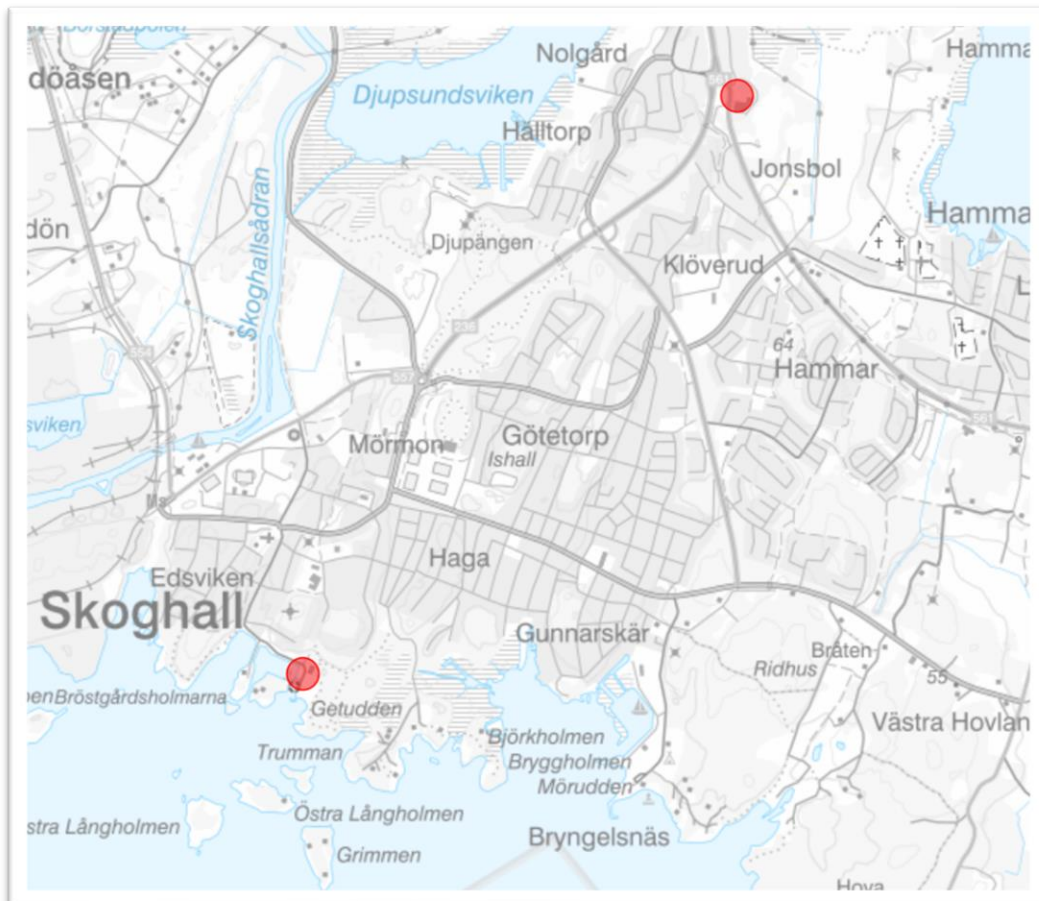 Nolgård
Hamma
döåsen
Djupsundsviken
Hälltorp
Jonsbol
Hamma
dön
Djupängen
Klöverud
Skoghallsådran
236
64
Hammar
554
sviken
Mörmon
Götetorp
Ishall
Haga
Edsviken
Skoghall
Gunnarskär
Bråten
Ridhus
55
Bröstgårdsholmarna
Getudden
Västra Hovlan
Trumman
Björkholmen
Bryggholmen
Mörudden
Östra Långholmen
stra Långholmen
Bryngelsnäs
Grimmen
Hova